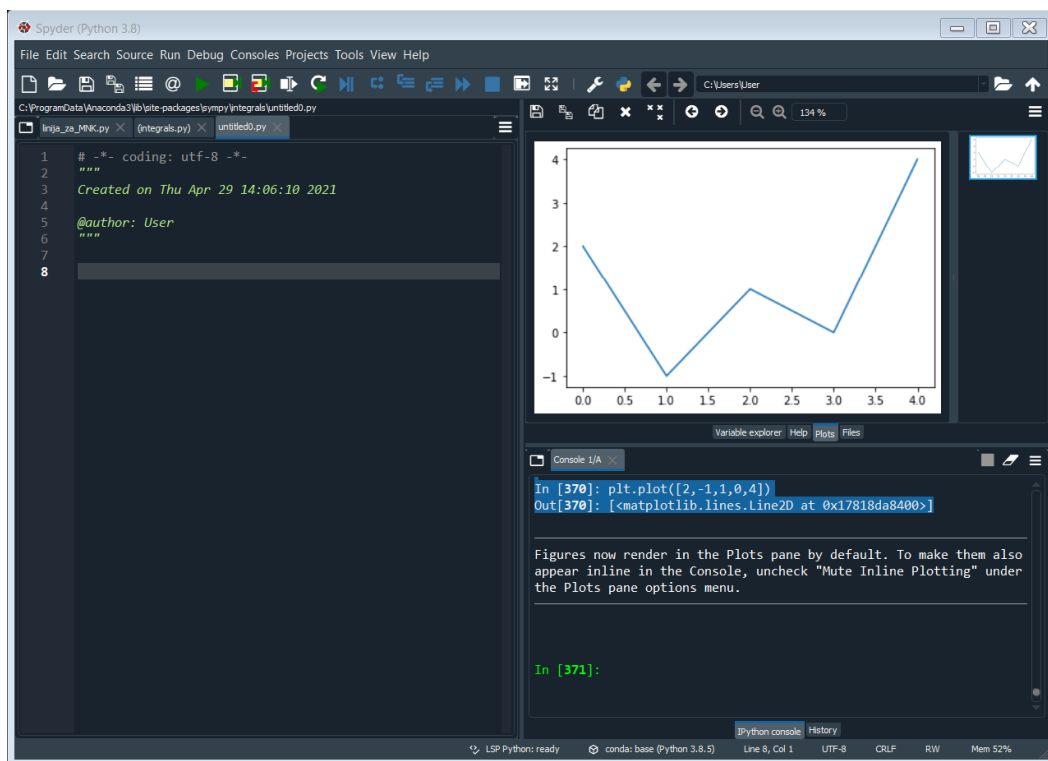 Spyder (Python 3.8)
File Edit Search Source Run Debug Consoles Projects Tools View Help
C:\Users\User
C:\ProgramData\Anaconda3\lib\site-packages\sympy\integrals\untitled0.py
linija_za_MNK.py (integrals.py) untitled0.py
134 %
1 # -*- coding: utf-8 -*-
2 """
3 Created on Thu Apr 29 14:06:10 2021
4
5 @author: User
6 """
7
8
4
3
2
1
0
−1
0.0 0.5 1.0 1.5 2.0 2.5 3.0 3.5 4.0
Variable explorer Help Plots Files
Console 1/A
In [370]: plt.plot([2,-1,1,0,4])
Out[370]: [<matplotlib.lines.Line2D at 0x17818da8400>]
Figures now render in the Plots pane by default. To make them also
appear inline in the Console, uncheck "Mute Inline Plotting" under
the Plots pane options menu.
In [371]:
IPython console History
LSP Python: ready conda: base (Python 3.8.5) Line 8, Col 1 UTF-8 CRLF RW Mem 52%